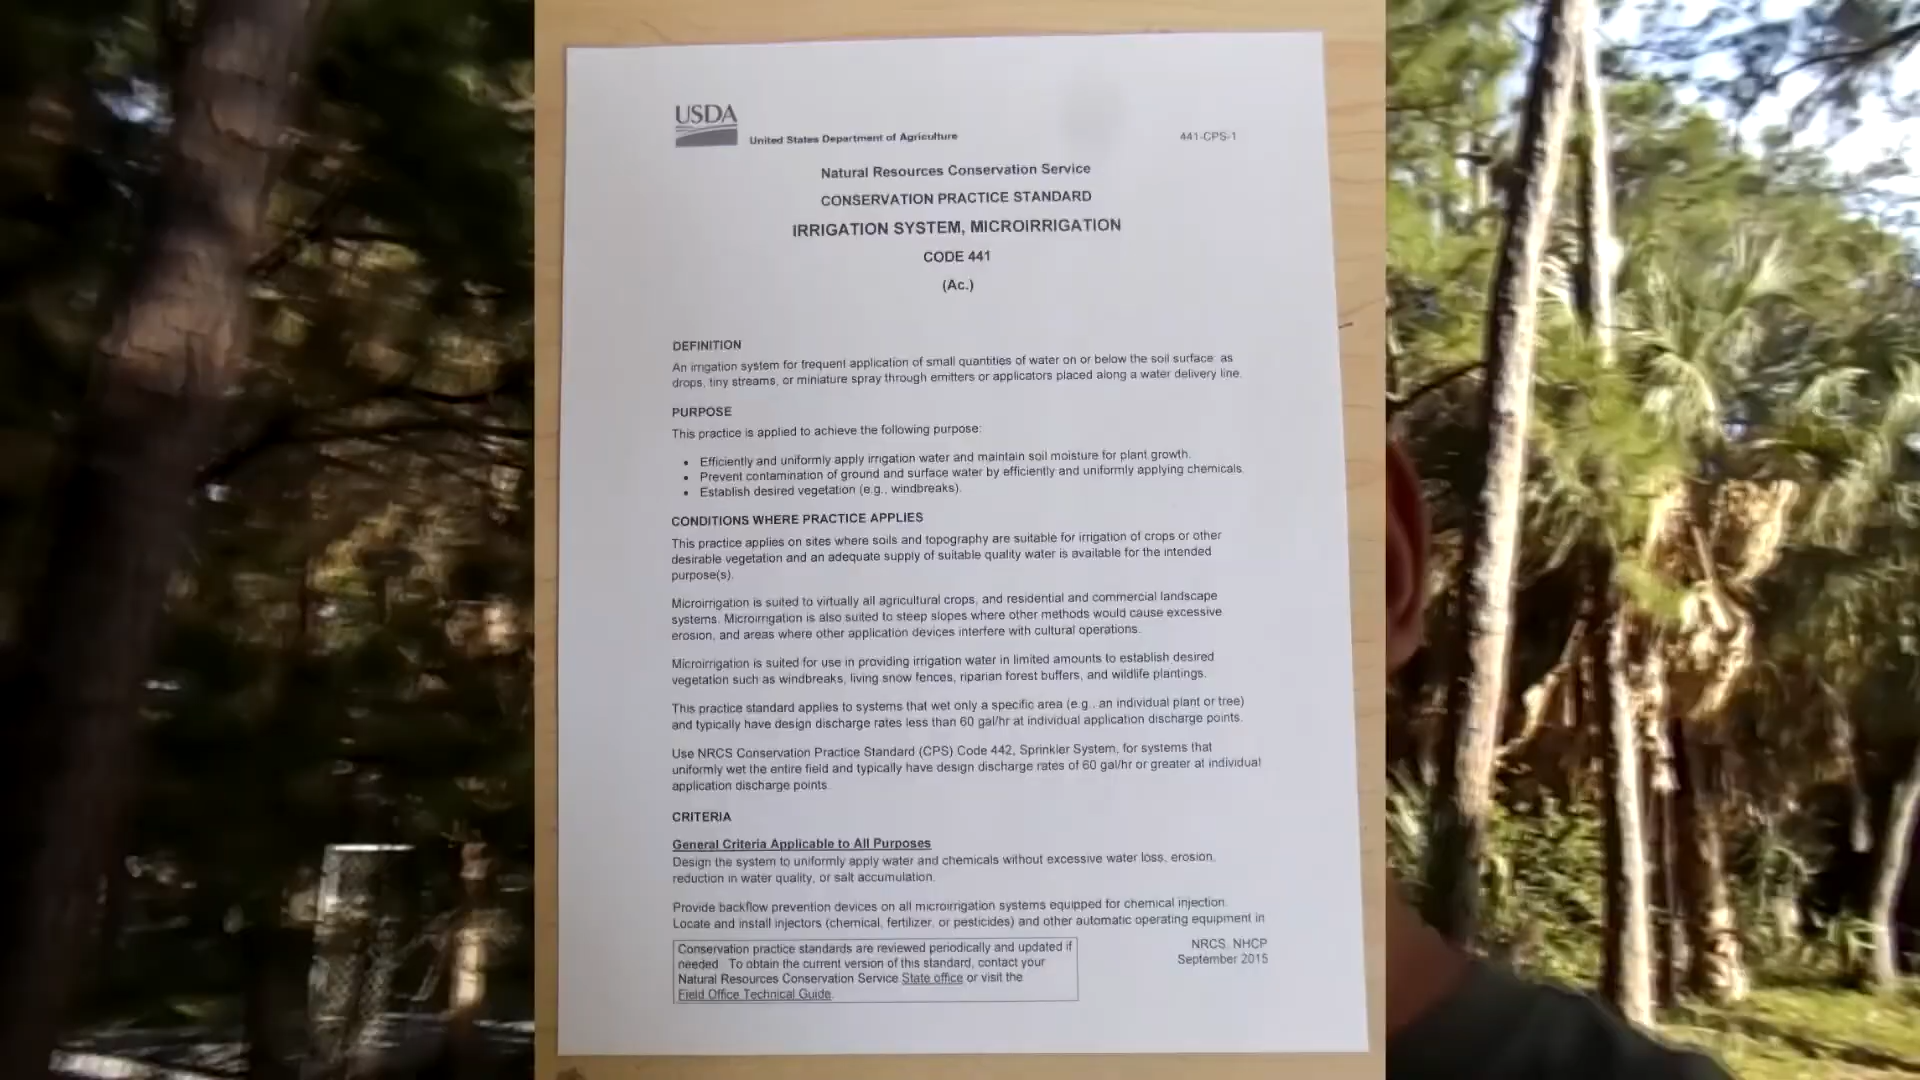 USDA
United States Department of Agriculture
441-CPS-1
Natural Resources Conservation Service
CONSERVATION PRACTICE STANDARD
IRRIGATION SYSTEM, MICROIRRIGATION
CODE 441
(Ac.)
DEFINITION
An irrigation system for frequent application of small quantities of water on or below the soil surface: as
drops, tiny streams, or miniature spray through emitters or applicators placed along a water delivery line.
PURPOSE
This practice is applied to achieve the following purpose:
• Efficiently and uniformly apply irrigation water and maintain soil moisture for plant growth.
• Prevent contamination of ground and surface water by efficiently and uniformly applying chemicals.
• Establish desired vegetation (e.g., windbreaks).
CONDITIONS WHERE PRACTICE APPLIES
This practice applies on sites where soils and topography are suitable for irrigation of crops or other
desirable vegetation and an adequate supply of suitable quality water is available for the intended
purpose(s).
Microirrigation is suited to virtually all agricultural crops, and residential and commercial landscape
systems. Microirrigation is also suited to steep slopes where other methods would cause excessive
erosion, and areas where other application devices interfere with cultural operations.
Microirrigation is suited for use in providing irrigation water in limited amounts to establish desired
vegetation such as windbreaks, living snow fences, riparian forest buffers, and wildlife plantings.
This practice standard applies to systems that wet only a specific area (e.g., an individual plant or tree)
and typically have design discharge rates less than 60 gal/hr at individual application discharge points.
Use NRCS Conservation Practice Standard (CPS) Code 442, Sprinkler System, for systems that
uniformly wet the entire field and typically have design discharge rates of 60 gal/hr or greater at individual
application discharge points.
CRITERIA
General Criteria Applicable to All Purposes
Design the system to uniformly apply water and chemicals without excessive water loss, erosion,
reduction in water quality, or salt accumulation.
Provide backflow prevention devices on all microirrigation systems equipped for chemical injection.
Locate and install injectors (chemical, fertilizer, or pesticides) and other automatic operating equipment in
Conservation practice standards are reviewed periodically and updated if
needed. To obtain the current version of this standard, contact your
Natural Resources Conservation Service State office or visit the
Field Office Technical Guide.
NRCS, NHCP
September 2015